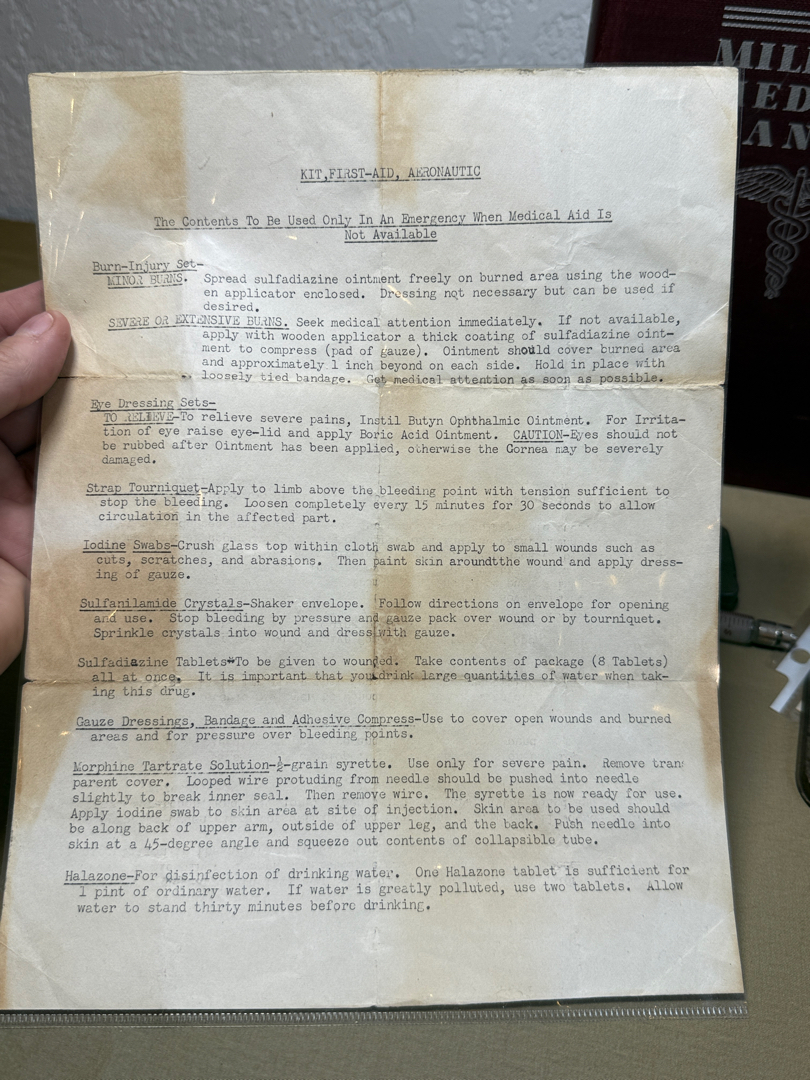 KIT,FIRST-AID, AERONAUTIC
The Contents To Be Used Only In An Emergency When Medical Aid Is
Not Available
Burn-Injury Set-
MINOR BURNS. Spread sulfadiazine ointment freely on burned area using the wood-
en applicator enclosed. Dressing not necessary but can be used if
desired.
SEVERE OR EXTENSIVE BURNS. Seek medical attention immediately. If not available,
apply with wooden applicator a thick coating of sulfadiazine oint-
ment to compress (pad of gauze). Ointment should cover burned area
and approximately 1 inch beyond on each side. Hold in place with
loosely tied bandage. Get medical attention as soon as possible.
Eye Dressing Sets-
TO RELIEVE-To relieve severe pains, Instil Butyn Ophthalmic Ointment. For Irrita-
tion of eye raise eye-lid and apply Boric Acid Ointment. CAUTION-Eyes should not
be rubbed after Ointment has been applied, otherwise the Cornea may be severely
damaged.
Strap Tourniquet-Apply to limb above the bleeding point with tension sufficient to
stop the bleeding. Loosen completely every 15 minutes for 30 seconds to allow
circulation in the affected part.
Iodine Swabs-Crush glass top within cloth swab and apply to small wounds such as
cuts, scratches, and abrasions. Then paint skin aroundtthe wound and apply dress-
ing of gauze.
Sulfanilamide Crystals-Shaker envelope. Follow directions on envelope for opening
and use. Stop bleeding by pressure and gauze pack over wound or by tourniquet.
Sprinkle crystals into wound and dress with gauze.
Sulfadiazine Tablets-To be given to wounded. Take contents of package (8 Tablets)
all at once. It is important that you drink large quantities of water when tak-
ing this drug.
Gauze Dressings, Bandage and Adhesive Compress-Use to cover open wounds and burned
areas and for pressure over bleeding points.
Morphine Tartrate Solution-½-grain syrette. Use only for severe pain. Remove trans
parent cover. Looped wire protuding from needle should be pushed into needle
slightly to break inner seal. Then remove wire. The syrette is now ready for use.
Apply iodine swab to skin area at site of injection. Skin area to be used should
be along back of upper arm, outside of upper leg, and the back. Push needle into
skin at a 45-degree angle and squeeze out contents of collapsible tube.
Halazone-For disinfection of drinking water. One Halazone tablet is sufficient for
1 pint of ordinary water. If water is greatly polluted, use two tablets. Allow
water to stand thirty minutes before drinking.